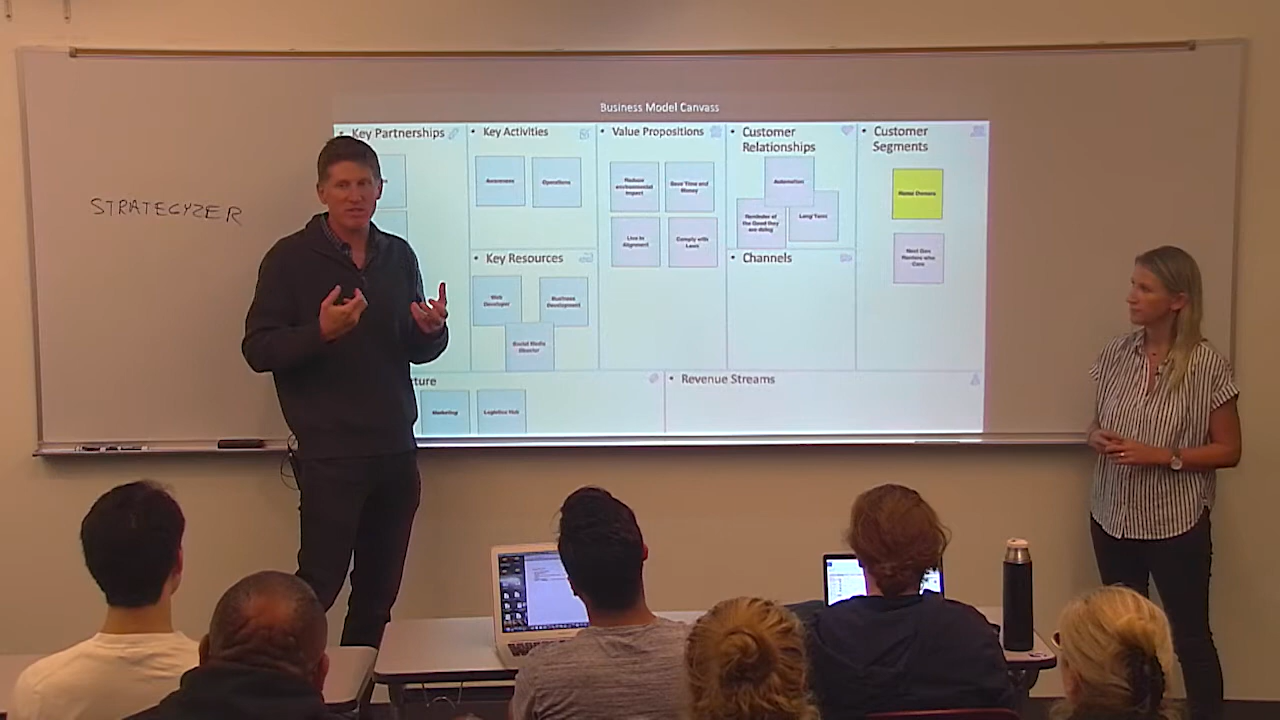 Business Model Canvass
STRATEGYZER
• Key Partnerships
• Key Activities
Awareness
Operations
• Key Resources
Web
Developer
Business
Development
Social Media
Director
• Value Propositions
Reduce
environmental
impact
Save Time and
Money
Live in
Alignment
Comply with
Laws
• Customer
Relationships
Automation
Reminder of
the Good they
are doing
Long Term
• Channels
• Customer
Segments
Home Owners
Next Gen
Renters who
Care
cture
Marketing
Logistics Hub
• Revenue Streams